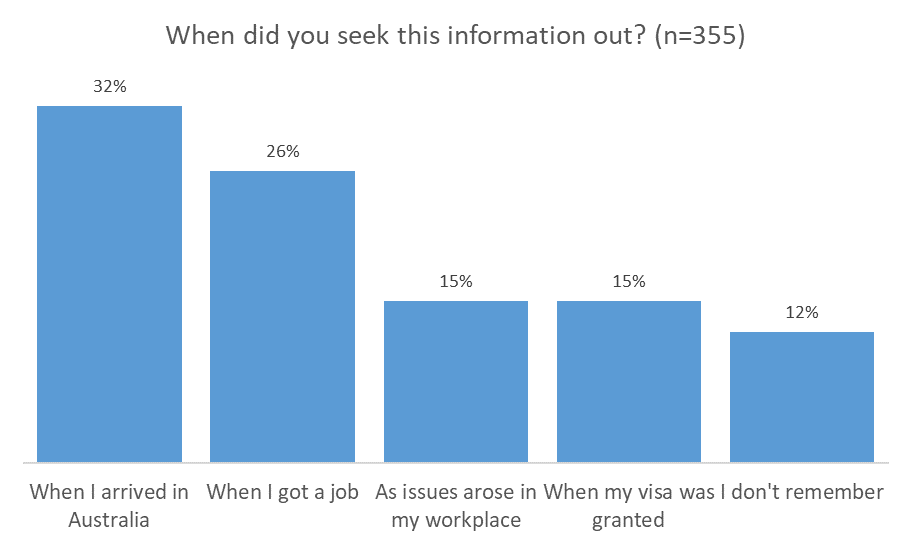 When did you seek this information out? (n=355)
32%
26%
15%
15%
12%
When I arrived in
Australia
When I got a job
As issues arose in
my workplace
When my visa was
granted
I don't remember